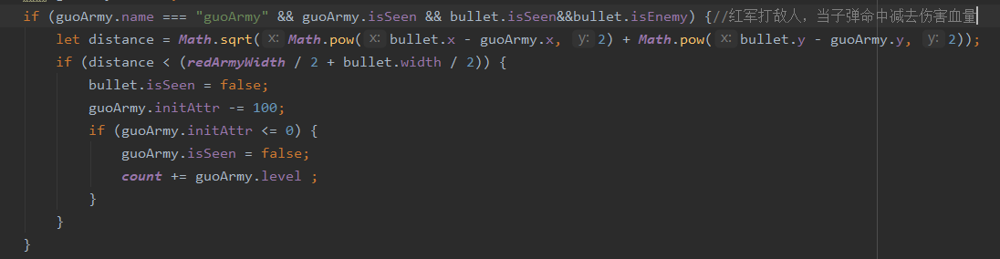 if (guoArmy.name === "guoArmy" && guoArmy.isSeen && bullet.isSeen&&bullet.isEnemy) {//红军打敌人，当子弹命中减去伤害血量
let distance = Math.sqrt( x: Math.pow( x: bullet.x - guoArmy.x, y: 2) + Math.pow( x: bullet.y - guoArmy.y, y: 2));
if (distance < (redArmyWidth / 2 + bullet.width / 2)) {
bullet.isSeen = false;
guoArmy.initAttr -= 100;
if (guoArmy.initAttr <= 0) {
guoArmy.isSeen = false;
count += guoArmy.level ;
}
}
}